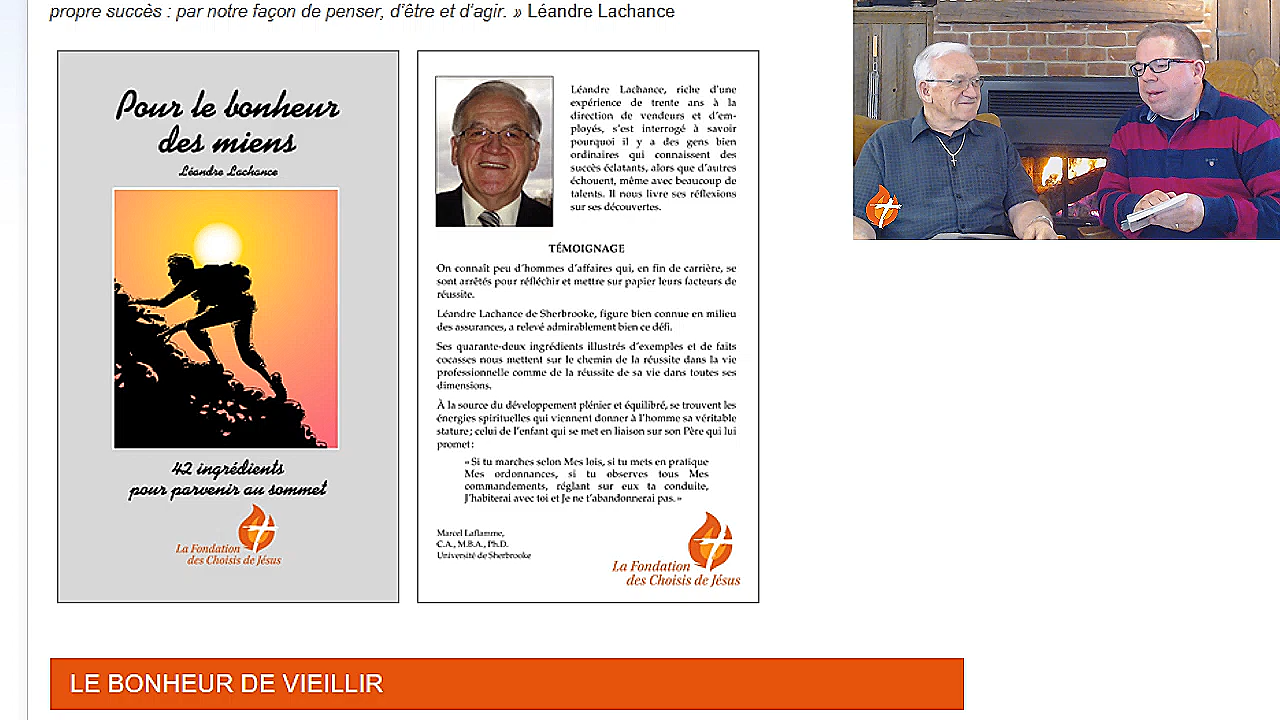 propre succès : par notre façon de penser, d'être et d'agir. » Léandre Lachance
Pour le bonheur
des miens
Léandre Lachance
42 ingrédients
pour parvenir au sommet
La Fondation
des Choisis de Jésus
Léandre Lachance, riche d'une
expérience de trente ans à la
direction de vendeurs et d'em-
ployés, s'est interrogé à savoir
pourquoi il y a des gens bien
ordinaires qui connaissent des
succès éclatants, alors que d'autres
échouent, même avec beaucoup de
talents. Il nous livre ses réflexions
sur ses découvertes.
TÉMOIGNAGE
On connaît peu d'hommes d'affaires qui, en fin de carrière, se
sont arrêtés pour réfléchir et mettre sur papier leurs facteurs de
réussite.
Léandre Lachance de Sherbrooke, figure bien connue en milieu
des assurances, a relevé admirablement bien ce défi.
Ses quarante-deux ingrédients illustrés d'exemples et de faits
cocasses nous mettent sur le chemin de la réussite dans la vie
professionnelle comme de la réussite de sa vie dans toutes ses
dimensions.
À la source du développement plénier et équilibré, se trouvent les
énergies spirituelles qui viennent donner à l'homme sa véritable
stature; celui de l'enfant qui se met en liaison sur son Père qui lui
promet:
« Si tu marches selon Mes lois, si tu mets en pratique
Mes ordonnances, si tu observes tous Mes
commandements, réglant sur eux ta conduite,
J'habiterai avec toi et Je ne t'abandonnerai pas. »
Marcel Laflamme,
C.A., M.B.A., Ph.D.
Université de Sherbrooke
La Fondation
des Choisis de Jésus
LE BONHEUR DE VIEILLIR